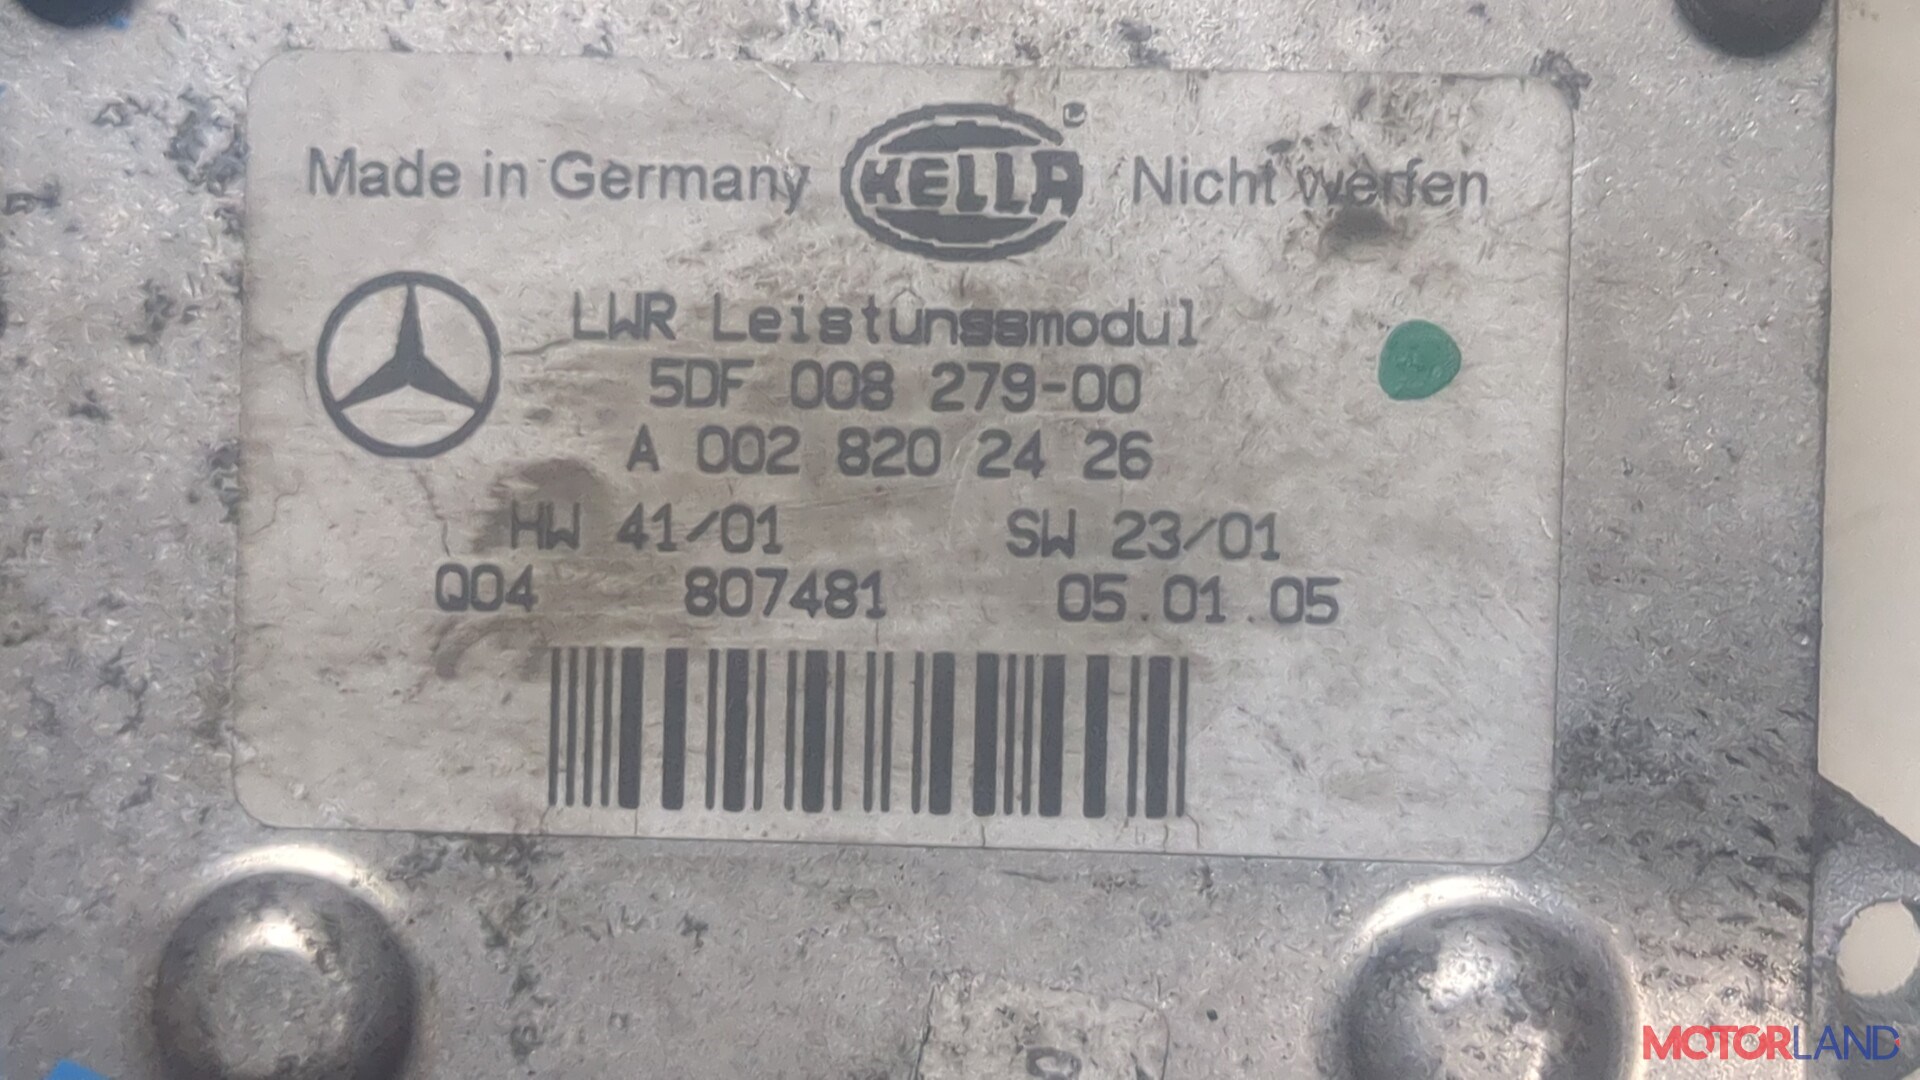 Made in Germany HELLA Nicht werfen
LWR Leistungsmodul
5DF 008 279-00
A 002 820 24 26
HW 41/01 SW 23/01
Q04 807481 05.01.05
MOTORLAND